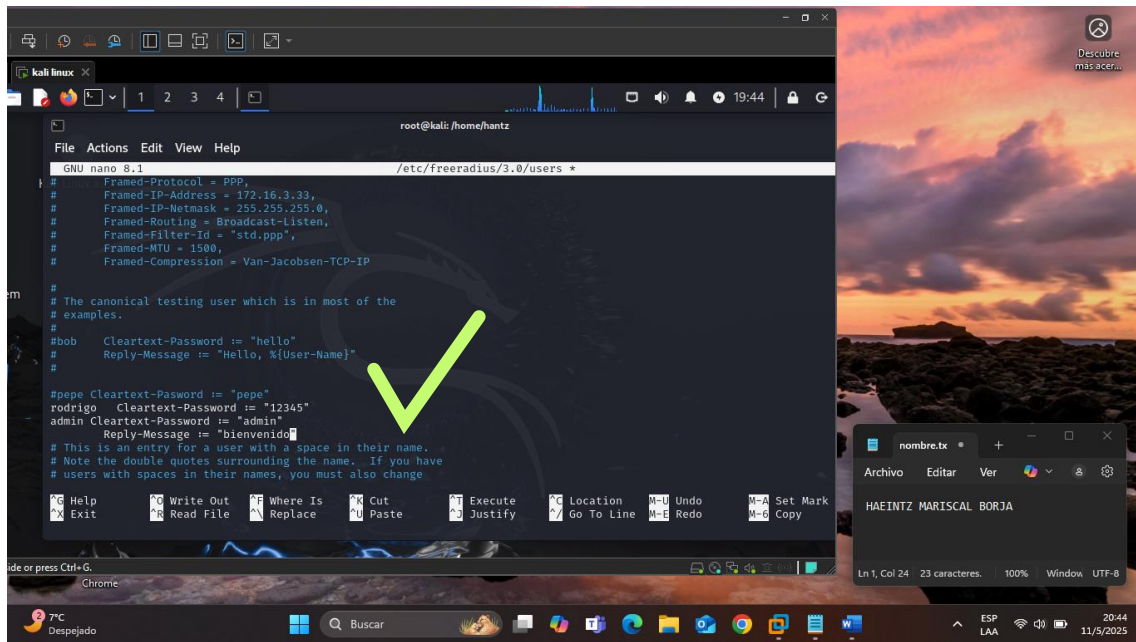 Descubre
más acer...
kali linux
1 2 3 4
19:44
root@kali: /home/hantz
File Actions Edit View Help
GNU nano 8.1 /etc/freeradius/3.0/users *
# Framed-Protocol = PPP,
# Framed-IP-Address = 172.16.3.33,
# Framed-IP-Netmask = 255.255.255.0,
# Framed-Routing = Broadcast-Listen,
# Framed-Filter-Id = "std.ppp",
# Framed-MTU = 1500,
# Framed-Compression = Van-Jacobsen-TCP-IP
#
# The canonical testing user which is in most of the
# examples.
#
#bob Cleartext-Password := "hello"
# Reply-Message := "Hello, %{User-Name}"
#
#pepe Cleartext-Pasword := "pepe"
rodrigo Cleartext-Password := "12345"
admin Cleartext-Password := "admin"
Reply-Message := "bienvenido"
# This is an entry for a user with a space in their name.
# Note the double quotes surrounding the name. If you have
# users with spaces in their names, you must also change
^G Help ^O Write Out ^F Where Is ^K Cut ^T Execute ^C Location M-U Undo M-A Set Mark
^X Exit ^R Read File ^\ Replace ^U Paste ^J Justify ^/ Go To Line M-E Redo M-6 Copy
ide or press Ctrl+G.
Chrome
nombre.tx
Archivo Editar Ver
HAEINTZ MARISCAL BORJA
Ln 1, Col 24 23 caracteres. 100% Window UTF-8
2
7°C
Despejado
Buscar
ESP
LAA
20:44
11/5/2025